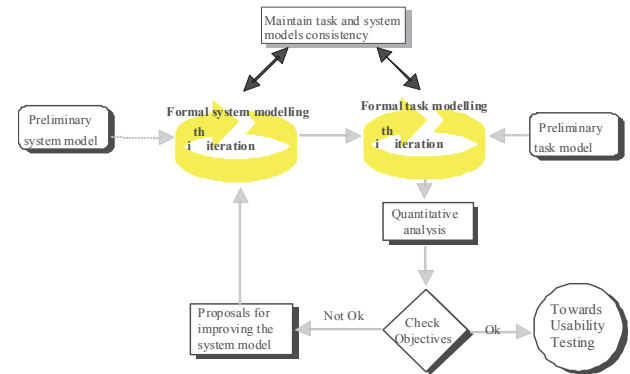 Maintain task and system
models consistency
Formal system modelling
th
i iteration
Formal task modelling
th
i iteration
Preliminary
system model
Preliminary
task model
Quantitative
analysis
Proposals for
improving the
system model
Not Ok
Check
Objectives
Ok
Towards
Usability
Testing